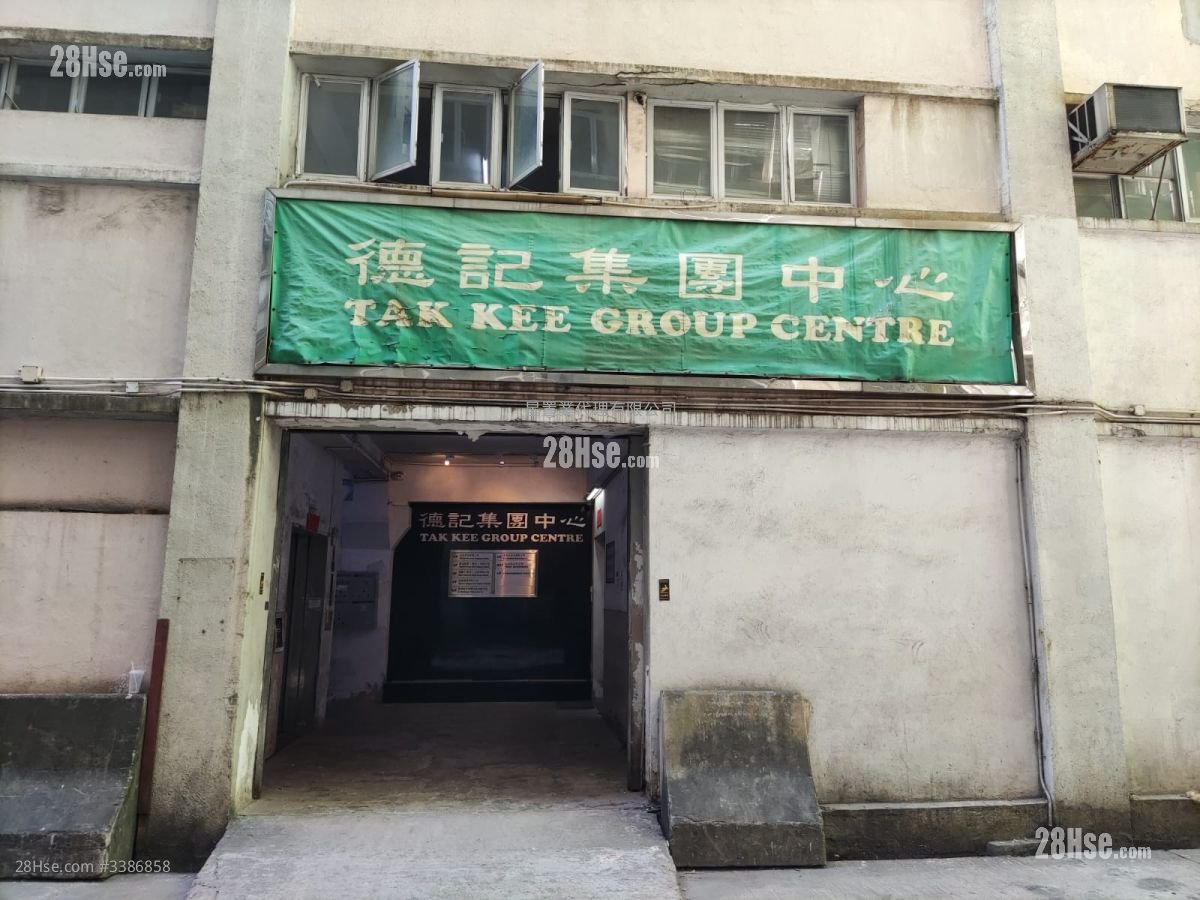 28Hse.com
德記集團中心
TAK KEE GROUP CENTRE
28Hse.com
德記集團中心
TAK KEE GROUP CENTRE
28Hse.com #3386858
28Hse.com